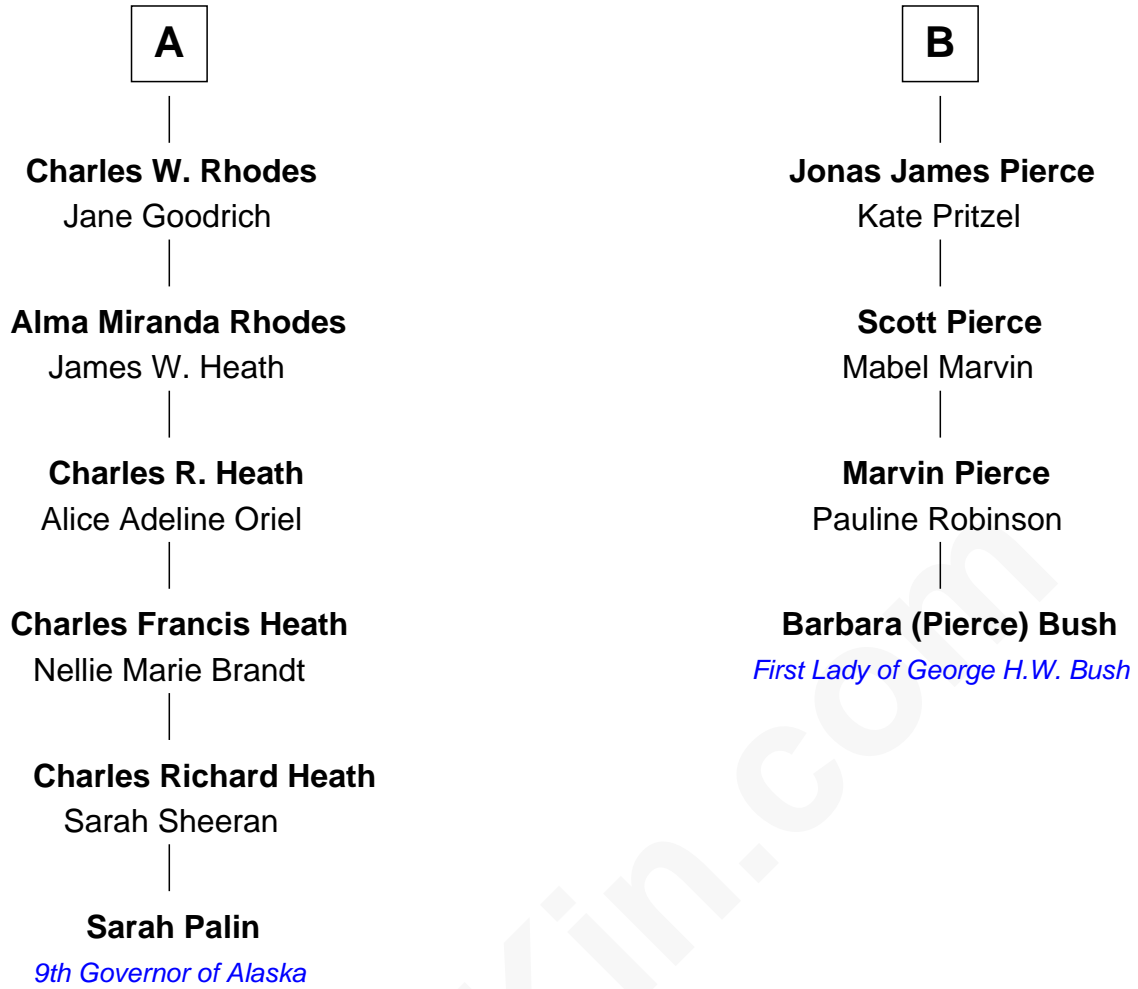 A
Charles W. Rhodes
Jane Goodrich
Alma Miranda Rhodes
James W. Heath
Charles R. Heath
Alice Adeline Oriel
Charles Francis Heath
Nellie Marie Brandt
Charles Richard Heath
Sarah Sheeran
Sarah Palin
9th Governor of Alaska
B
Jonas James Pierce
Kate Pritzel
Scott Pierce
Mabel Marvin
Marvin Pierce
Pauline Robinson
Barbara (Pierce) Bush
First Lady of George H.W. Bush
Kin.com